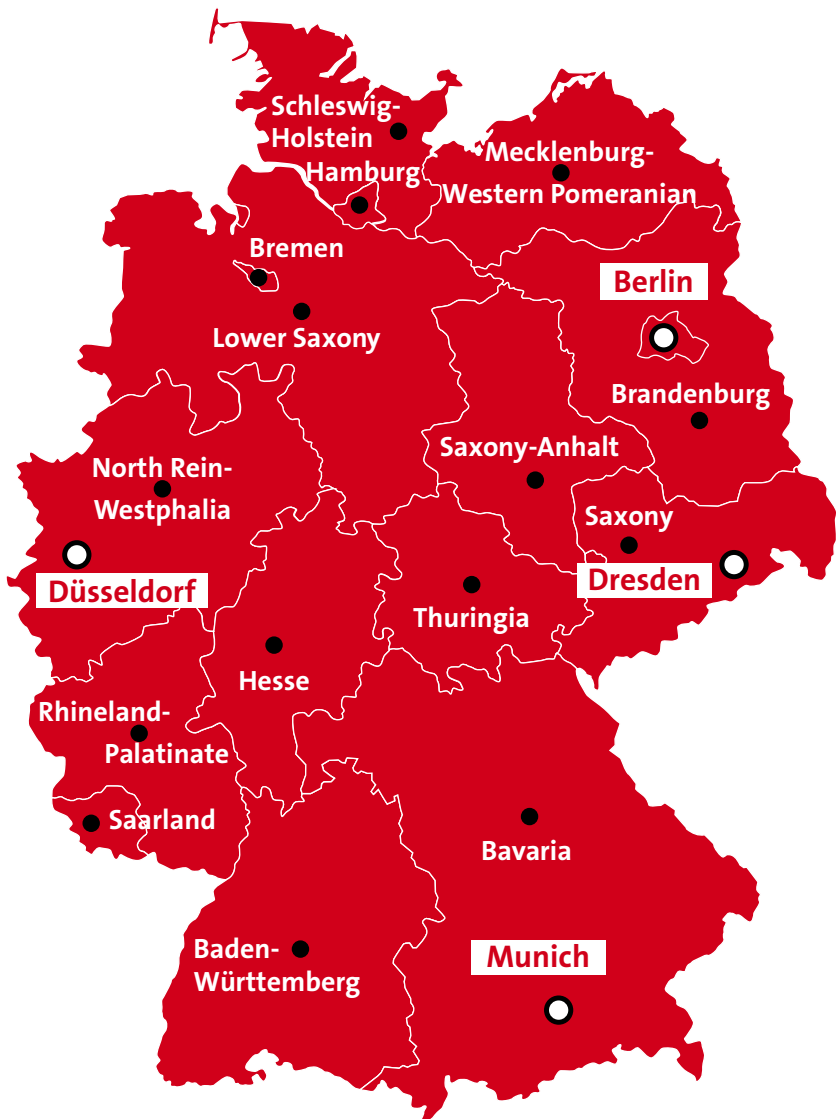 Schleswig-
Holstein
Hamburg
Mecklenburg-
Western Pomeranian
Bremen
Berlin
Lower Saxony
Brandenburg
Saxony-Anhalt
North Rein-
Westphalia
Saxony
Düsseldorf
Dresden
Thuringia
Hesse
Rhineland-
Palatinate
Saarland
Bavaria
Baden-
Württemberg
Munich